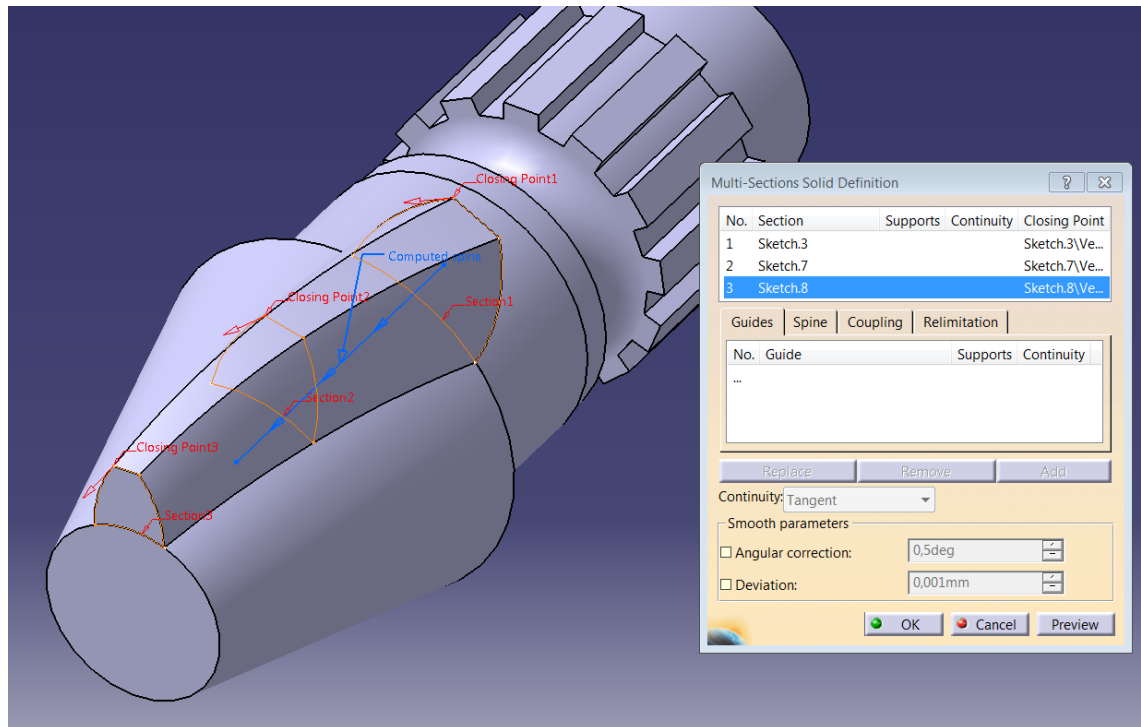 Closing Point1
Computed spine
Closing Point2
Section1
Section2
Closing Point3
Section3
Multi-Sections Solid Definition
No. Section Supports Continuity Closing Point
1 Sketch.3 Sketch.3\Ve...
2 Sketch.7 Sketch.7\Ve...
3 Sketch.8 Sketch.8\Ve...
Guides Spine Coupling Relimitation
No. Guide Supports Continuity
...
Replace Remove Add
Continuity: Tangent
Smooth parameters
Angular correction: 0,5deg
Deviation: 0,001mm
OK Cancel Preview